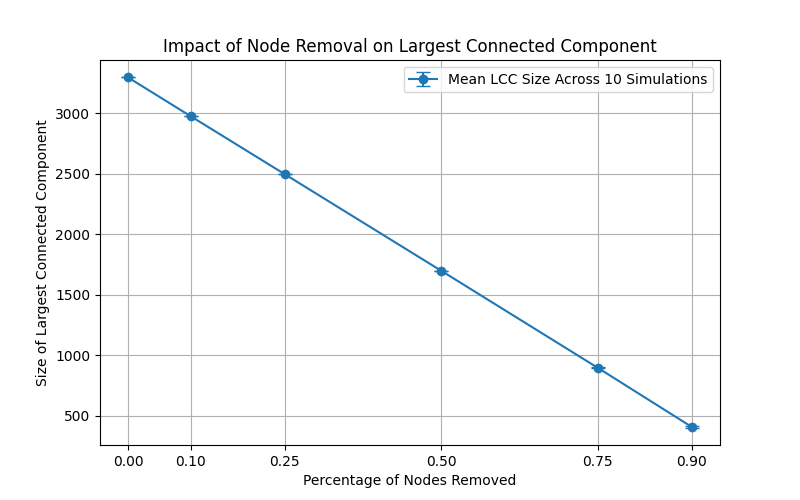 Impact of Node Removal on Largest Connected Component
Mean LCC Size Across 10 Simulations
Size of Largest Connected Component
3000
2500
2000
1500
1000
500
0.00 0.10 0.25 0.50 0.75 0.90
Percentage of Nodes Removed